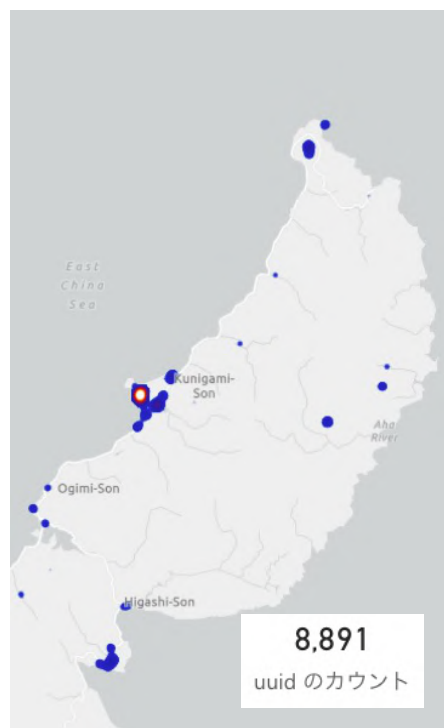 East
China
Sea
Kunigami-
Son
Aha
River
Ogimi-Son
Higashi-Son
8,891
uuid のカウント